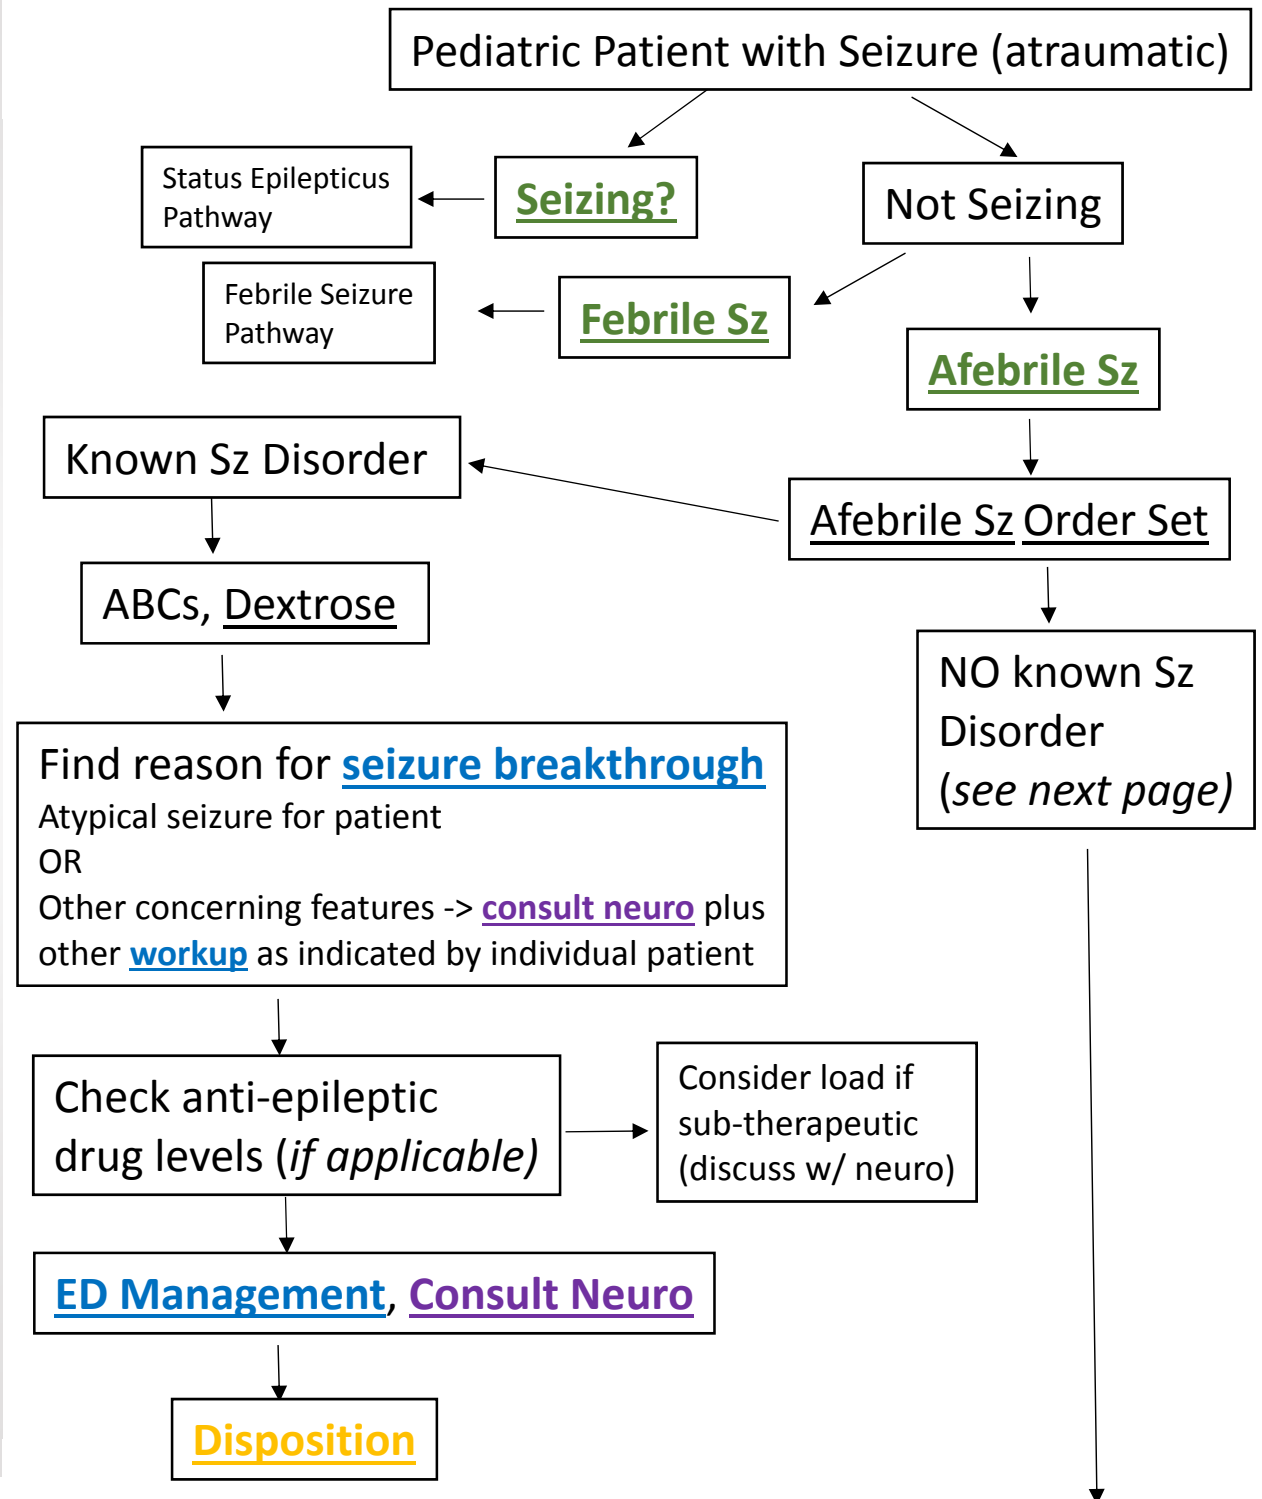 Pediatric Patient with Seizure (atraumatic)
Status Epilepticus
Pathway
Seizing?
Not Seizing
Febrile Seizure
Pathway
Febrile Sz
Afebrile Sz
Known Sz Disorder
Afebrile Sz Order Set
ABCs, Dextrose
NO known Sz
Disorder
(see next page)
Find reason for seizure breakthrough
Atypical seizure for patient
OR
Other concerning features -> consult neuro plus
other workup as indicated by individual patient
Check anti-epileptic
drug levels (if applicable)
Consider load if
sub-therapeutic
(discuss w/ neuro)
ED Management, Consult Neuro
Disposition